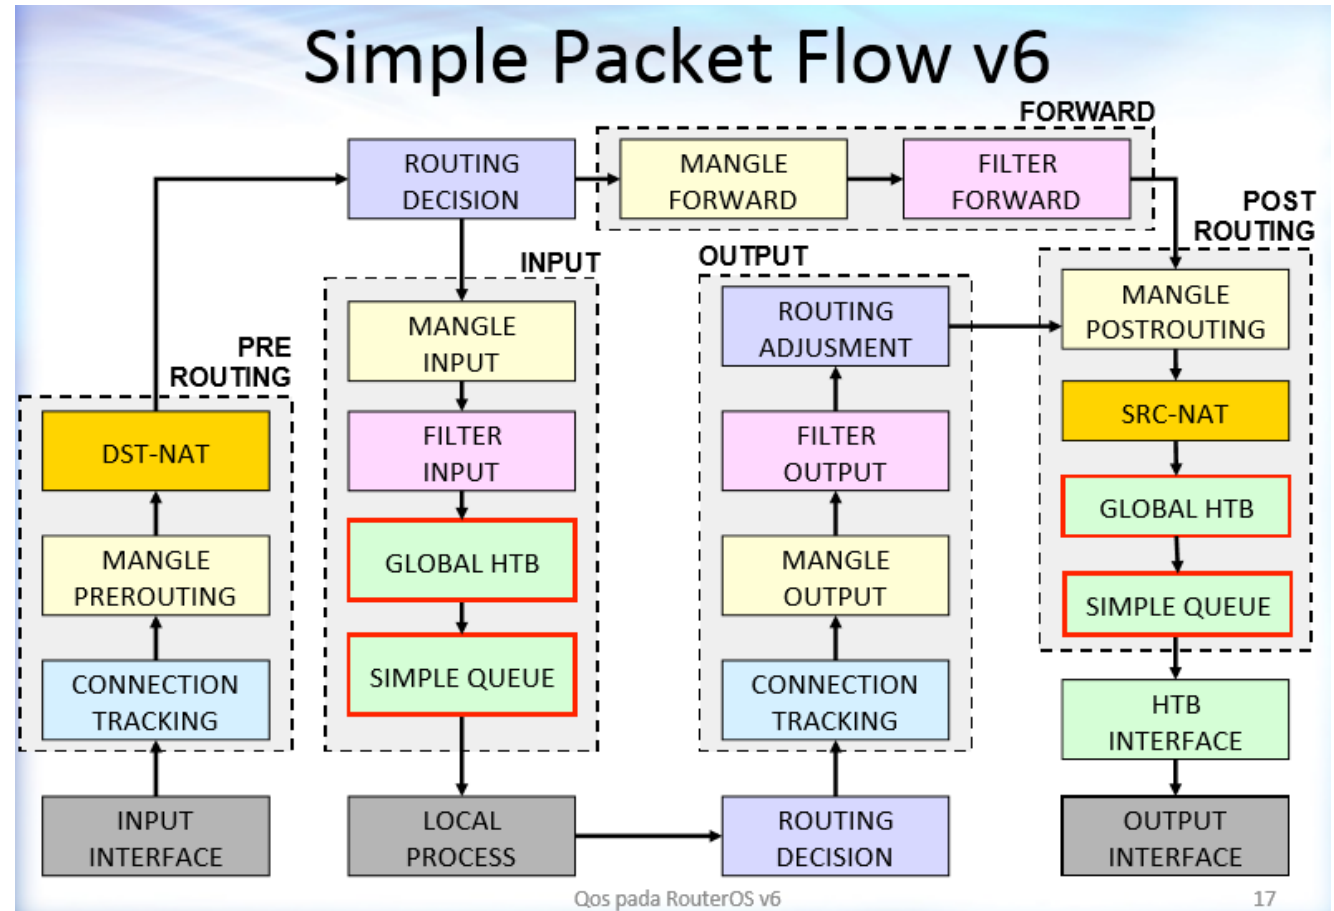 Simple Packet Flow v6
FORWARD
ROUTING
DECISION
MANGLE
FORWARD
FILTER
FORWARD
POST
ROUTING
INPUT
OUTPUT
MANGLE
POSTROUTING
ROUTING
ADJUSMENT
MANGLE
INPUT
PRE
ROUTING
SRC-NAT
DST-NAT
FILTER
INPUT
FILTER
OUTPUT
GLOBAL HTB
GLOBAL HTB
MANGLE
PREROUTING
MANGLE
OUTPUT
SIMPLE QUEUE
SIMPLE QUEUE
CONNECTION
TRACKING
CONNECTION
TRACKING
HTB
INTERFACE
INPUT
INTERFACE
LOCAL
PROCESS
ROUTING
DECISION
OUTPUT
INTERFACE
Qos pada RouterOS v6
17